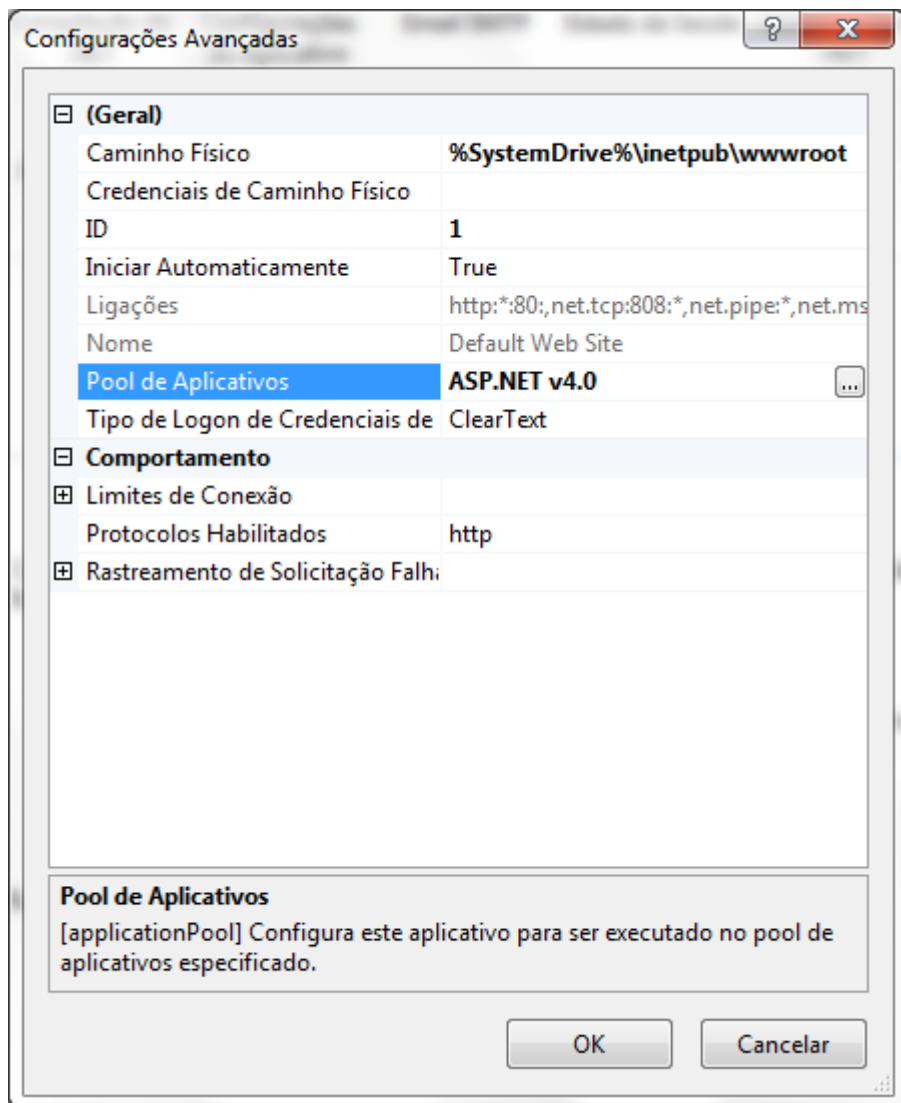 Configurações Avançadas
(Geral)
Caminho Físico %SystemDrive%\inetpub\wwwroot
Credenciais de Caminho Físico
ID 1
Iniciar Automaticamente True
Ligações http:*:80:,net.tcp:808:*,net.pipe:*,net.ms
Nome Default Web Site
Pool de Aplicativos ASP.NET v4.0 ...
Tipo de Logon de Credenciais de ClearText
Comportamento
Limites de Conexão
Protocolos Habilitados http
Rastreamento de Solicitação Falha
Pool de Aplicativos
[applicationPool] Configura este aplicativo para ser executado no pool de
aplicativos especificado.
OK Cancelar